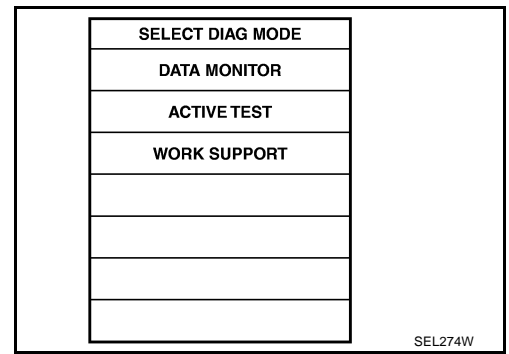 SELECT DIAG MODE
DATA MONITOR
ACTIVE TEST
WORK SUPPORT
SEL274W